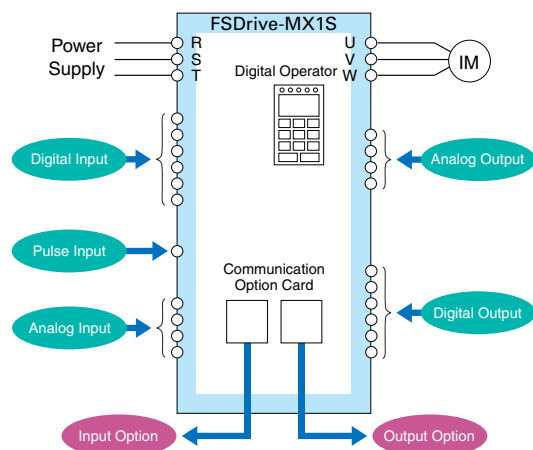 FSDrive-MX1S
Power
Supply
R
S
T
U
V
W
IM
Digital Operator
Digital Input
Analog Output
Pulse Input
Communication
Option Card
Analog Input
Digital Output
Input Option
Output Option